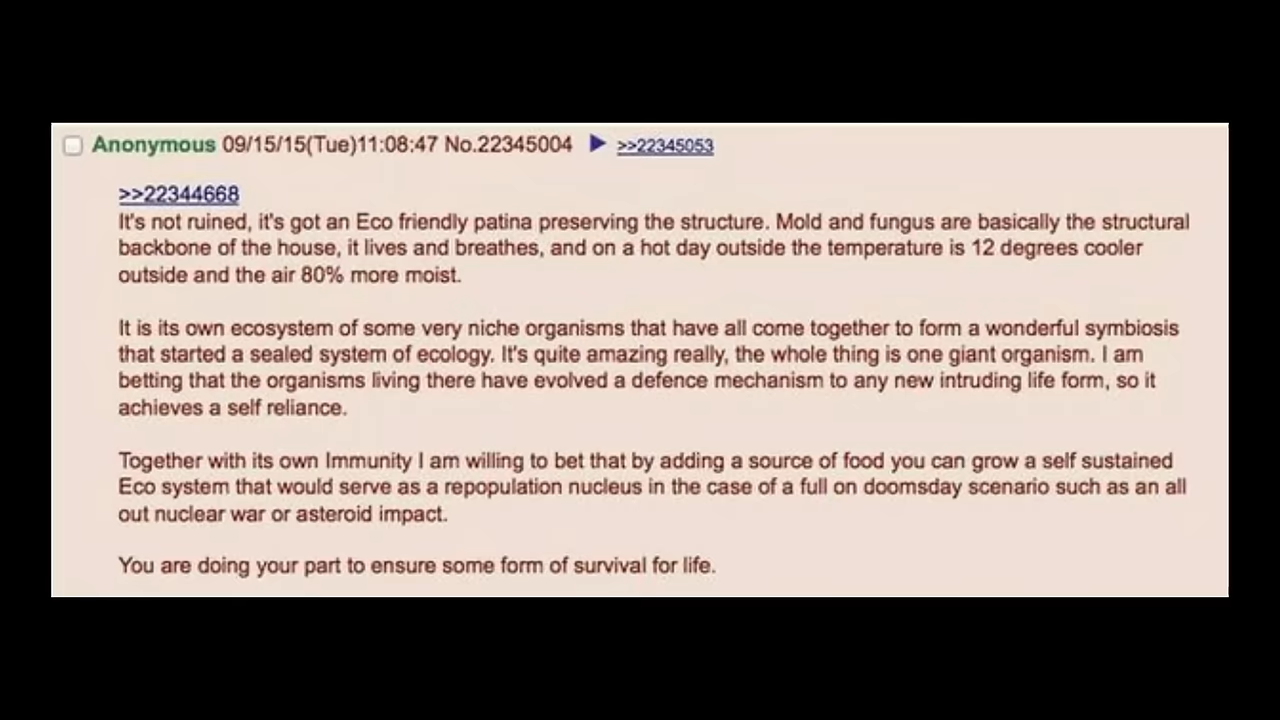 Anonymous 09/15/15(Tue)11:08:47 No.22345004 ▶ >>22345053
>>22344668
It's not ruined, it's got an Eco friendly patina preserving the structure. Mold and fungus are basically the structural
backbone of the house, it lives and breathes, and on a hot day outside the temperature is 12 degrees cooler
outside and the air 80% more moist.
It is its own ecosystem of some very niche organisms that have all come together to form a wonderful symbiosis
that started a sealed system of ecology. It's quite amazing really, the whole thing is one giant organism. I am
betting that the organisms living there have evolved a defence mechanism to any new intruding life form, so it
achieves a self reliance.
Together with its own Immunity I am willing to bet that by adding a source of food you can grow a self sustained
Eco system that would serve as a repopulation nucleus in the case of a full on doomsday scenario such as an all
out nuclear war or asteroid impact.
You are doing your part to ensure some form of survival for life.